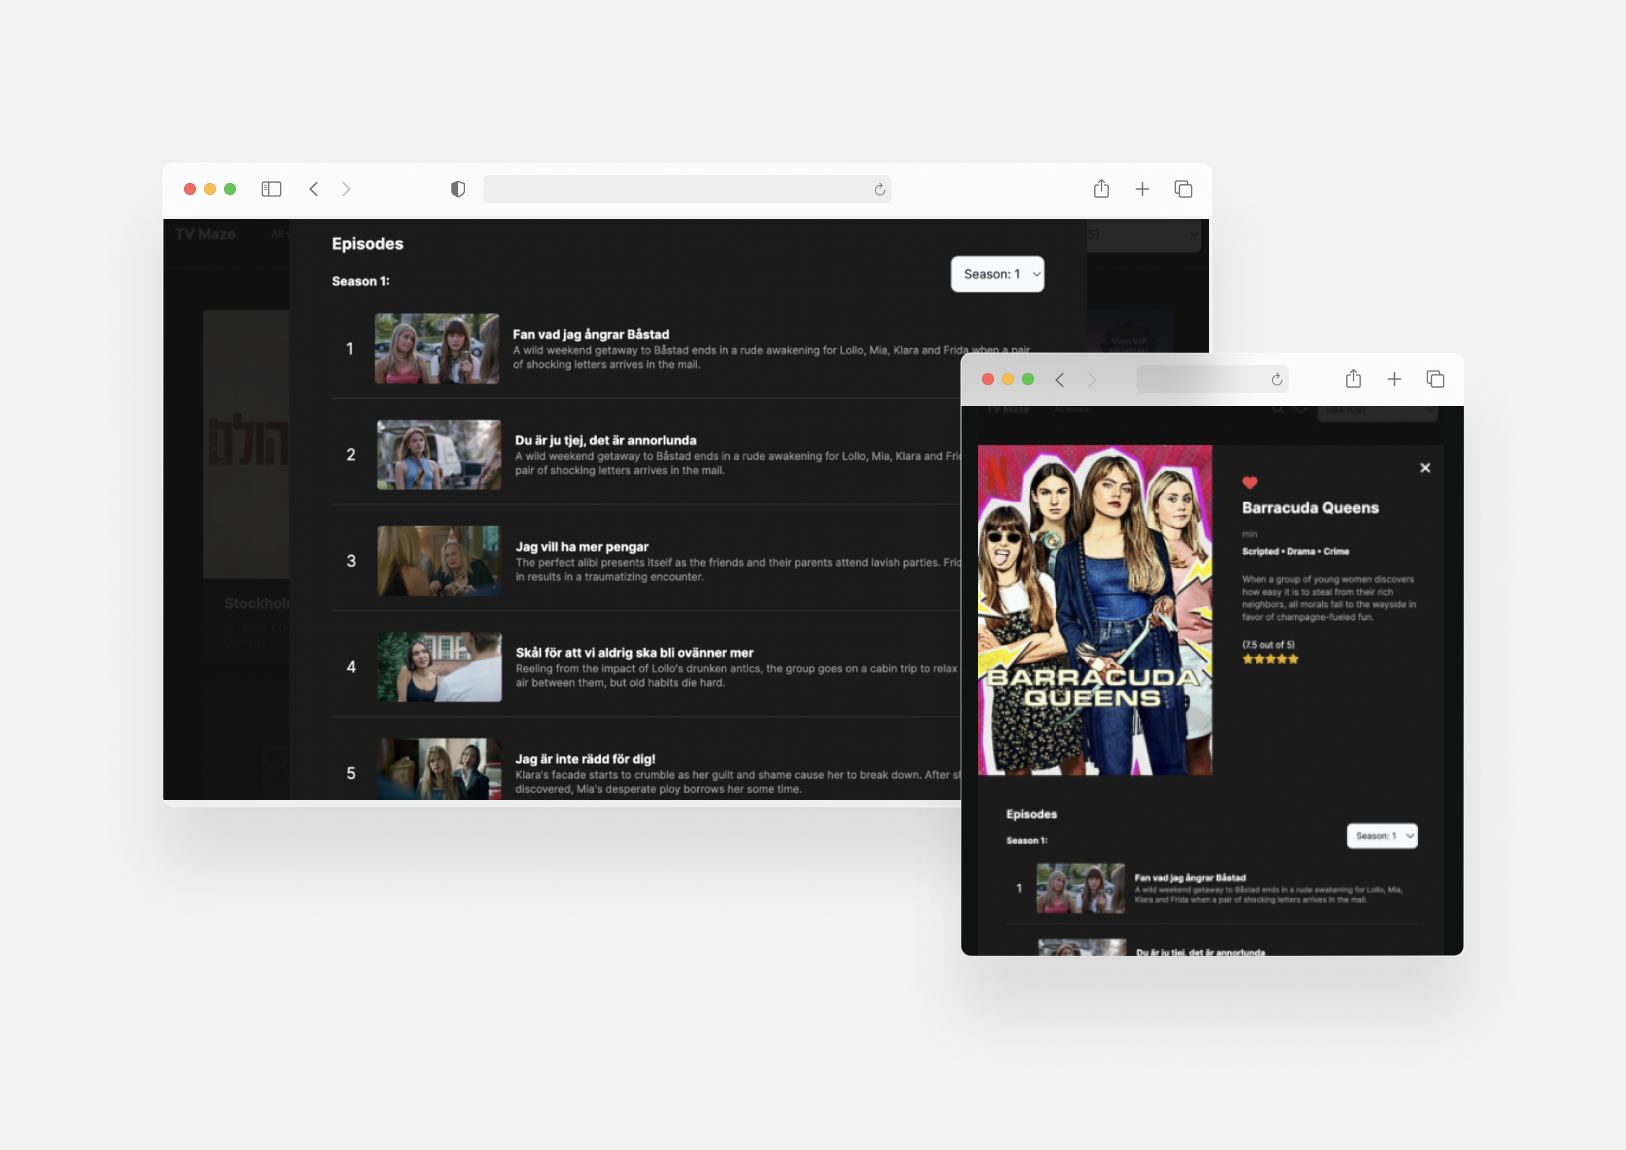 TV Maze
All
S)
Episodes
Season 1:
Season: 1
1
Fan vad jag ångrar Båstad
A wild weekend getaway to Båstad ends in a rude awakening for Lollo, Mia, Klara and Frida when a pair
of shocking letters arrives in the mail.
2
Du är ju tjej, det är annorlunda
A wild weekend getaway to Båstad ends in a rude awakening for Lollo, Mia, Klara and Fri
pair of shocking letters arrives in the mail.
3
Jag vill ha mer pengar
The perfect alibi presents itself as the friends and their parents attend lavish parties. Fri
in results in a traumatizing encounter.
4
Skål för att vi aldrig ska bli ovänner mer
Reeling from the impact of Lollo's drunken antics, the group goes on a cabin trip to relax
air between them, but old habits die hard.
5
Jag är inte rädd för dig!
Klara's facade starts to crumble as her guilt and shame cause her to break down. After s
discovered, Mia's desperate ploy borrows her some time.
Stockhol
Comedy
Vinn VIP
TV Maze
All shows
USA (US)
N
BARRACUDA
QUEENS
Barracuda Queens
min
Scripted • Drama • Crime
When a group of young women discovers
how easy it is to steal from their rich
neighbors, all morals fall to the wayside in
favor of champagne-fueled fun.
(7.5 out of 5)
Episodes
Season 1:
Season: 1
1
Fan vad jag ångrar Båstad
A wild weekend getaway to Båstad ends in a rude awakening for Lollo, Mia,
Klara and Frida when a pair of shocking letters arrives in the mail.
Du är ju tjej, det är annorlunda